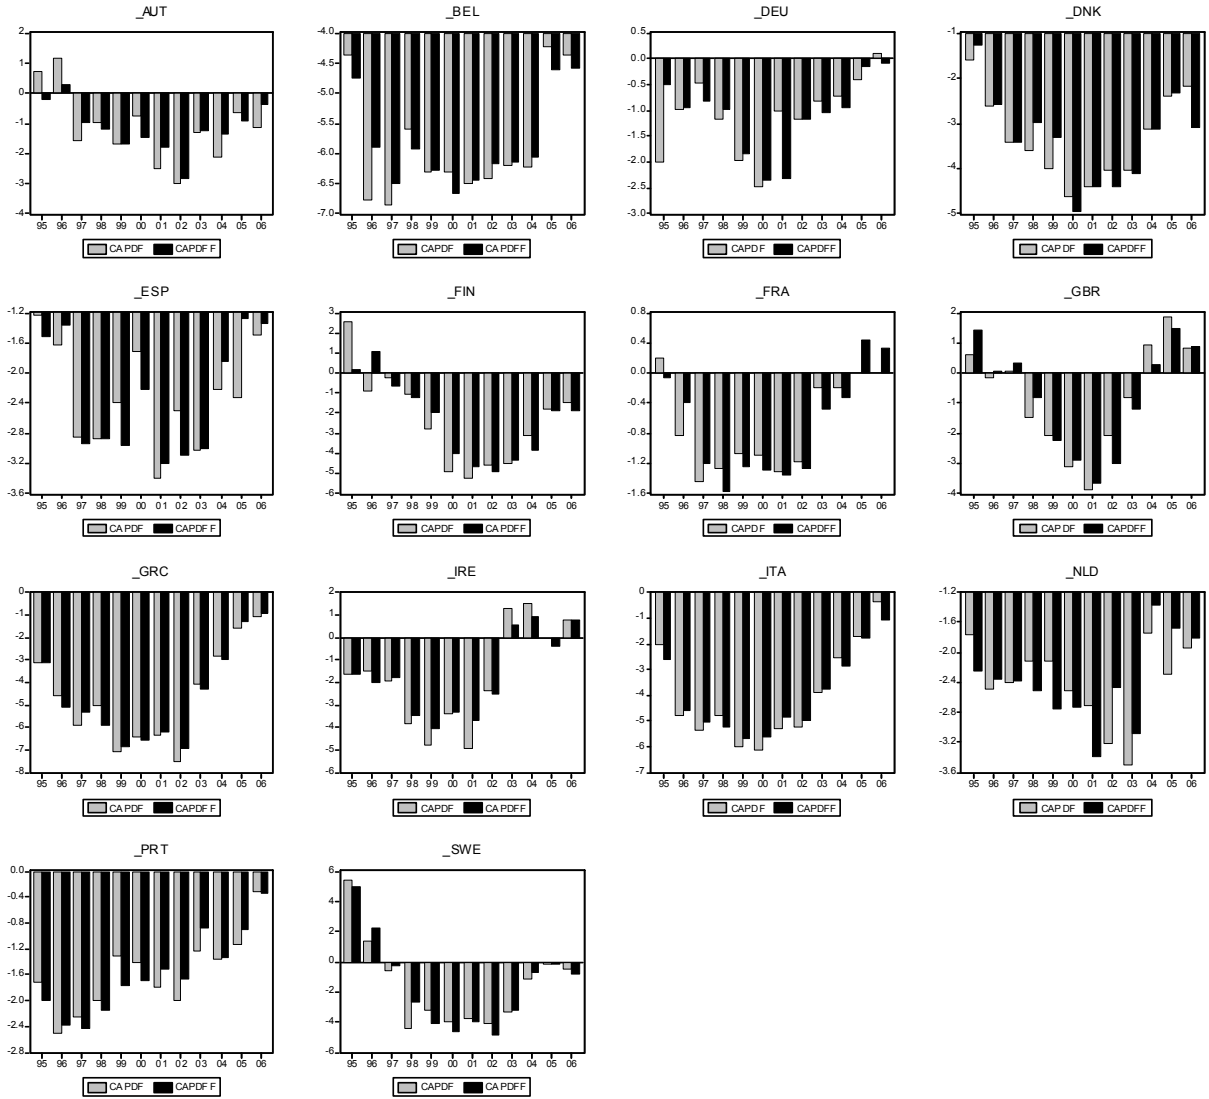 _AUT
2
1
0
-1
-2
-3
-4
95 96 97 98 99 00 01 02 03 04 05 06
CAPDF CAPDFF
_BEL
-4.0
-4.5
-5.0
-5.5
-6.0
-6.5
-7.0
95 96 97 98 99 00 01 02 03 04 05 06
CAPDF CAPDFF
_DEU
0.5
0.0
-0.5
-1.0
-1.5
-2.0
-2.5
-3.0
95 96 97 98 99 00 01 02 03 04 05 06
CAPDF CAPDFF
_DNK
-1
-2
-3
-4
-5
95 96 97 98 99 00 01 02 03 04 05 06
CAPDF CAPDFF
_ESP
-1.2
-1.6
-2.0
-2.4
-2.8
-3.2
-3.6
95 96 97 98 99 00 01 02 03 04 05 06
CAPDF CAPDFF
_FIN
3
2
1
0
-1
-2
-3
-4
-5
-6
95 96 97 98 99 00 01 02 03 04 05 06
CAPDF CAPDFF
_FRA
0.8
0.4
0.0
-0.4
-0.8
-1.2
-1.6
95 96 97 98 99 00 01 02 03 04 05 06
CAPDF CAPDFF
_GBR
2
1
0
-1
-2
-3
-4
95 96 97 98 99 00 01 02 03 04 05 06
CAPDF CAPDFF
_GRC
0
-1
-2
-3
-4
-5
-6
-7
-8
95 96 97 98 99 00 01 02 03 04 05 06
CAPDF CAPDFF
_IRE
2
1
0
-1
-2
-3
-4
-5
-6
95 96 97 98 99 00 01 02 03 04 05 06
CAPDF CAPDFF
_ITA
0
-1
-2
-3
-4
-5
-6
-7
95 96 97 98 99 00 01 02 03 04 05 06
CAPDF CAPDFF
_NLD
-1.2
-1.6
-2.0
-2.4
-2.8
-3.2
-3.6
95 96 97 98 99 00 01 02 03 04 05 06
CAPDF CAPDFF
_PRT
0.0
-0.4
-0.8
-1.2
-1.6
-2.0
-2.4
-2.8
95 96 97 98 99 00 01 02 03 04 05 06
CAPDF CAPDFF
_SWE
6
4
2
0
-2
-4
-6
95 96 97 98 99 00 01 02 03 04 05 06
CAPDF CAPDFF